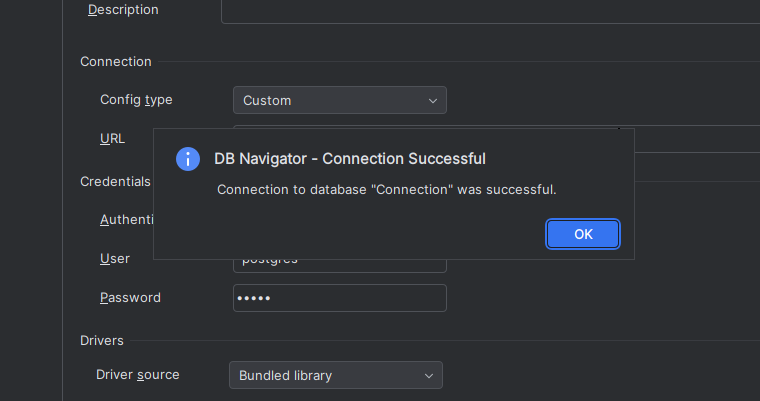 Description
Connection
Config type
Custom
URL
DB Navigator - Connection Successful
Connection to database "Connection" was successful.
OK
Credentials
Authenti
User
postgres
Password
•••••
Drivers
Driver source
Bundled library